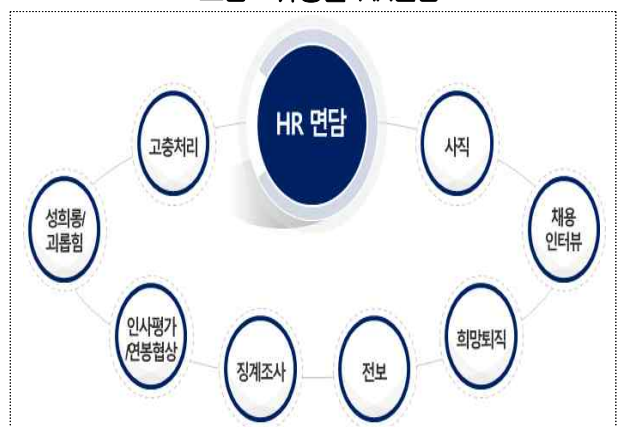 HR 면담
고충처리
사직
성희롱/
괴롭힘
채용
인터뷰
인사평가
/연봉협상
희망퇴직
징계조사
전보